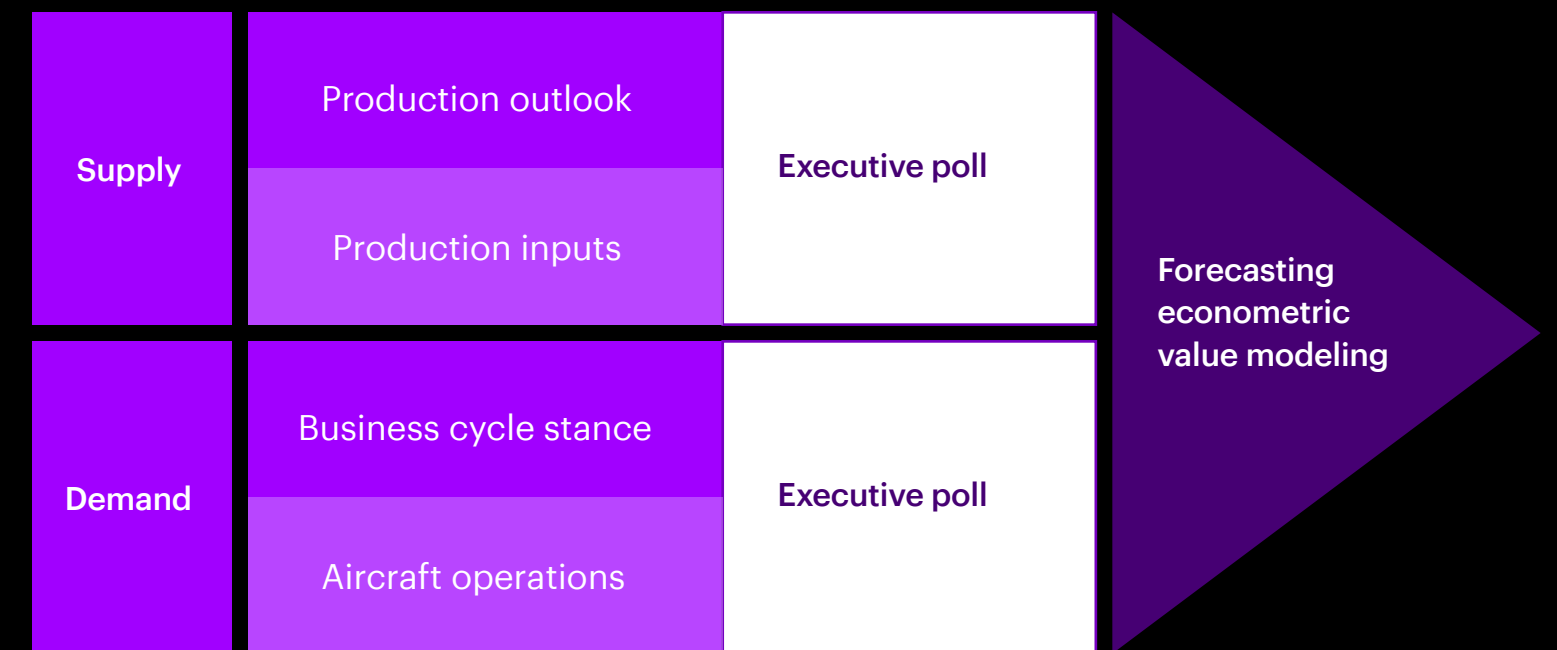 Supply
Production outlook
Production inputs
Executive poll
Demand
Business cycle stance
Aircraft operations
Executive poll
Forecasting
econometric
value modeling